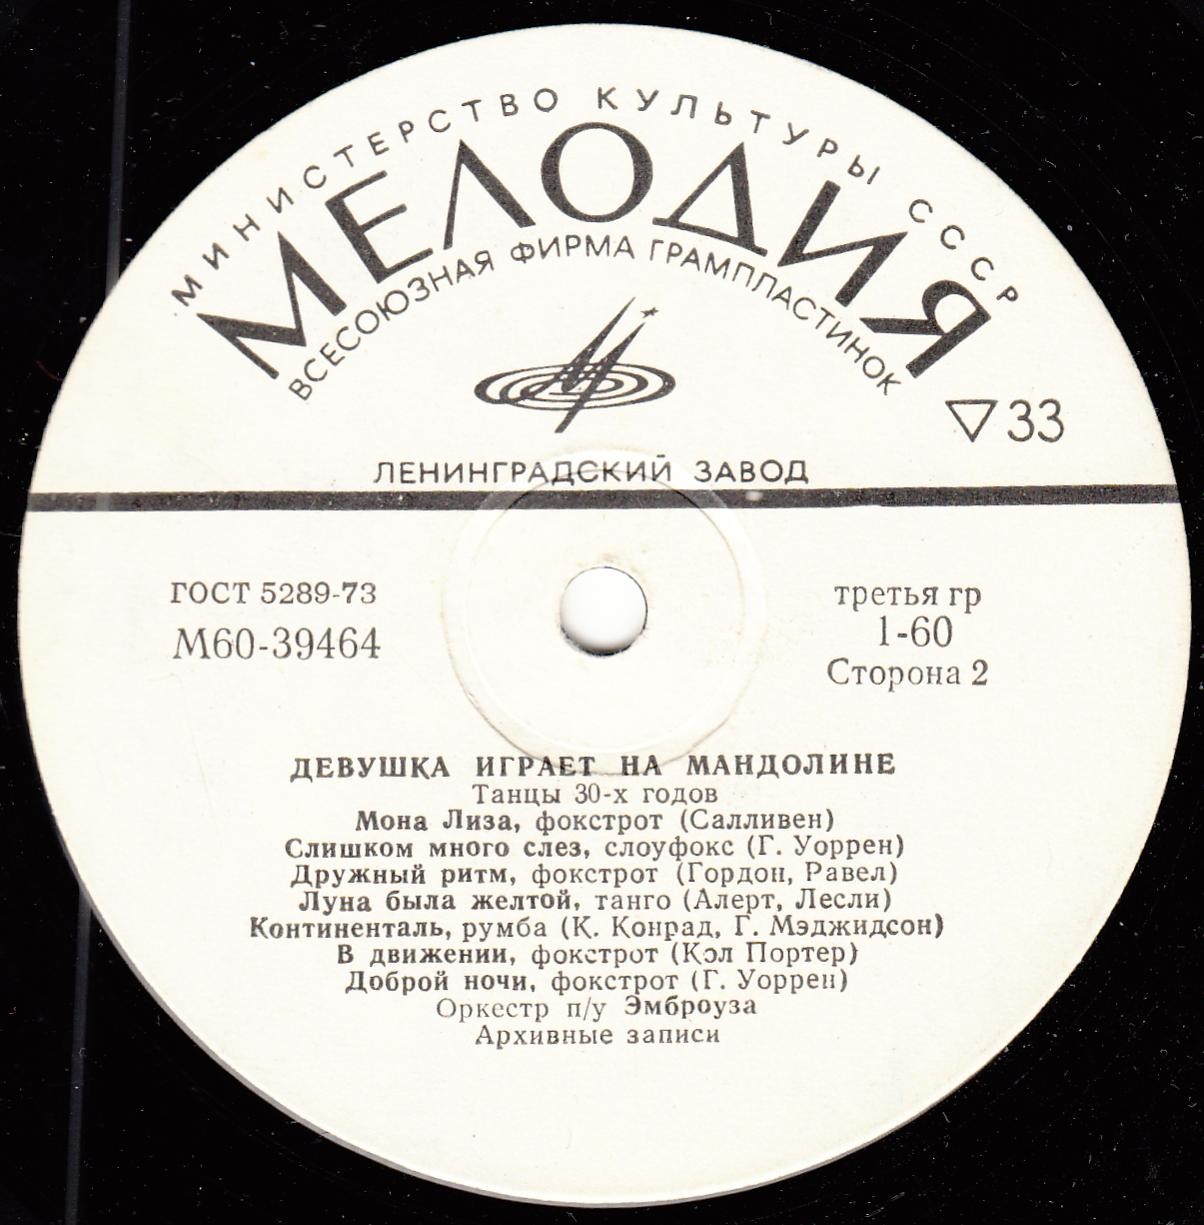 МИНИСТЕРСТВО КУЛЬТУРЫ СССР
МЕЛОДИЯ
ВСЕСОЮЗНАЯ ФИРМА ГРАМПЛАСТИНОК
▽ 33
ЛЕНИНГРАДСКИЙ ЗАВОД
ГОСТ 5289-73
М60-39464
третья гр
1-60
Сторона 2
ДЕВУШКА ИГРАЕТ НА МАНДОЛИНЕ
Танцы 30-х годов
Мона Лиза, фокстрот (Салливен)
Слишком много слез, слоуфокс (Г. Уоррен)
Дружный ритм, фокстрот (Гордон, Равел)
Луна была желтой, танго (Алерт, Лесли)
Континенталь, румба (К. Конрад, Г. Мэджидсон)
В движении, фокстрот (Кэл Портер)
Доброй ночи, фокстрот (Г. Уоррен)
Оркестр п/у Эмброуза
Архивные записи